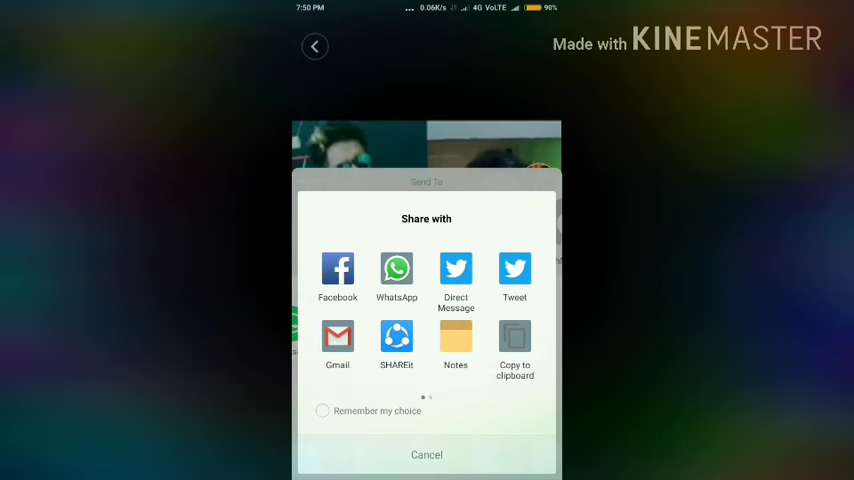 7:50 PM
... 0.06K/s 4G VoLTE 90%
Made with KINEMASTER
Send To
Share with
Facebook
WhatsApp
Direct
Message
Tweet
Gmail
SHAREit
Notes
Copy to
clipboard
Remember my choice
Cancel